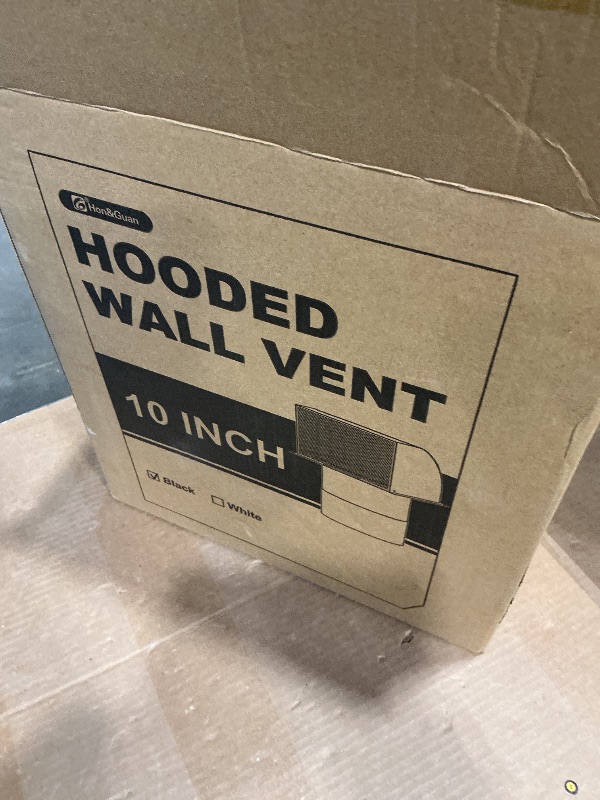 Hon&Guan
HOODED
WALL VENT
10 INCH
Black White